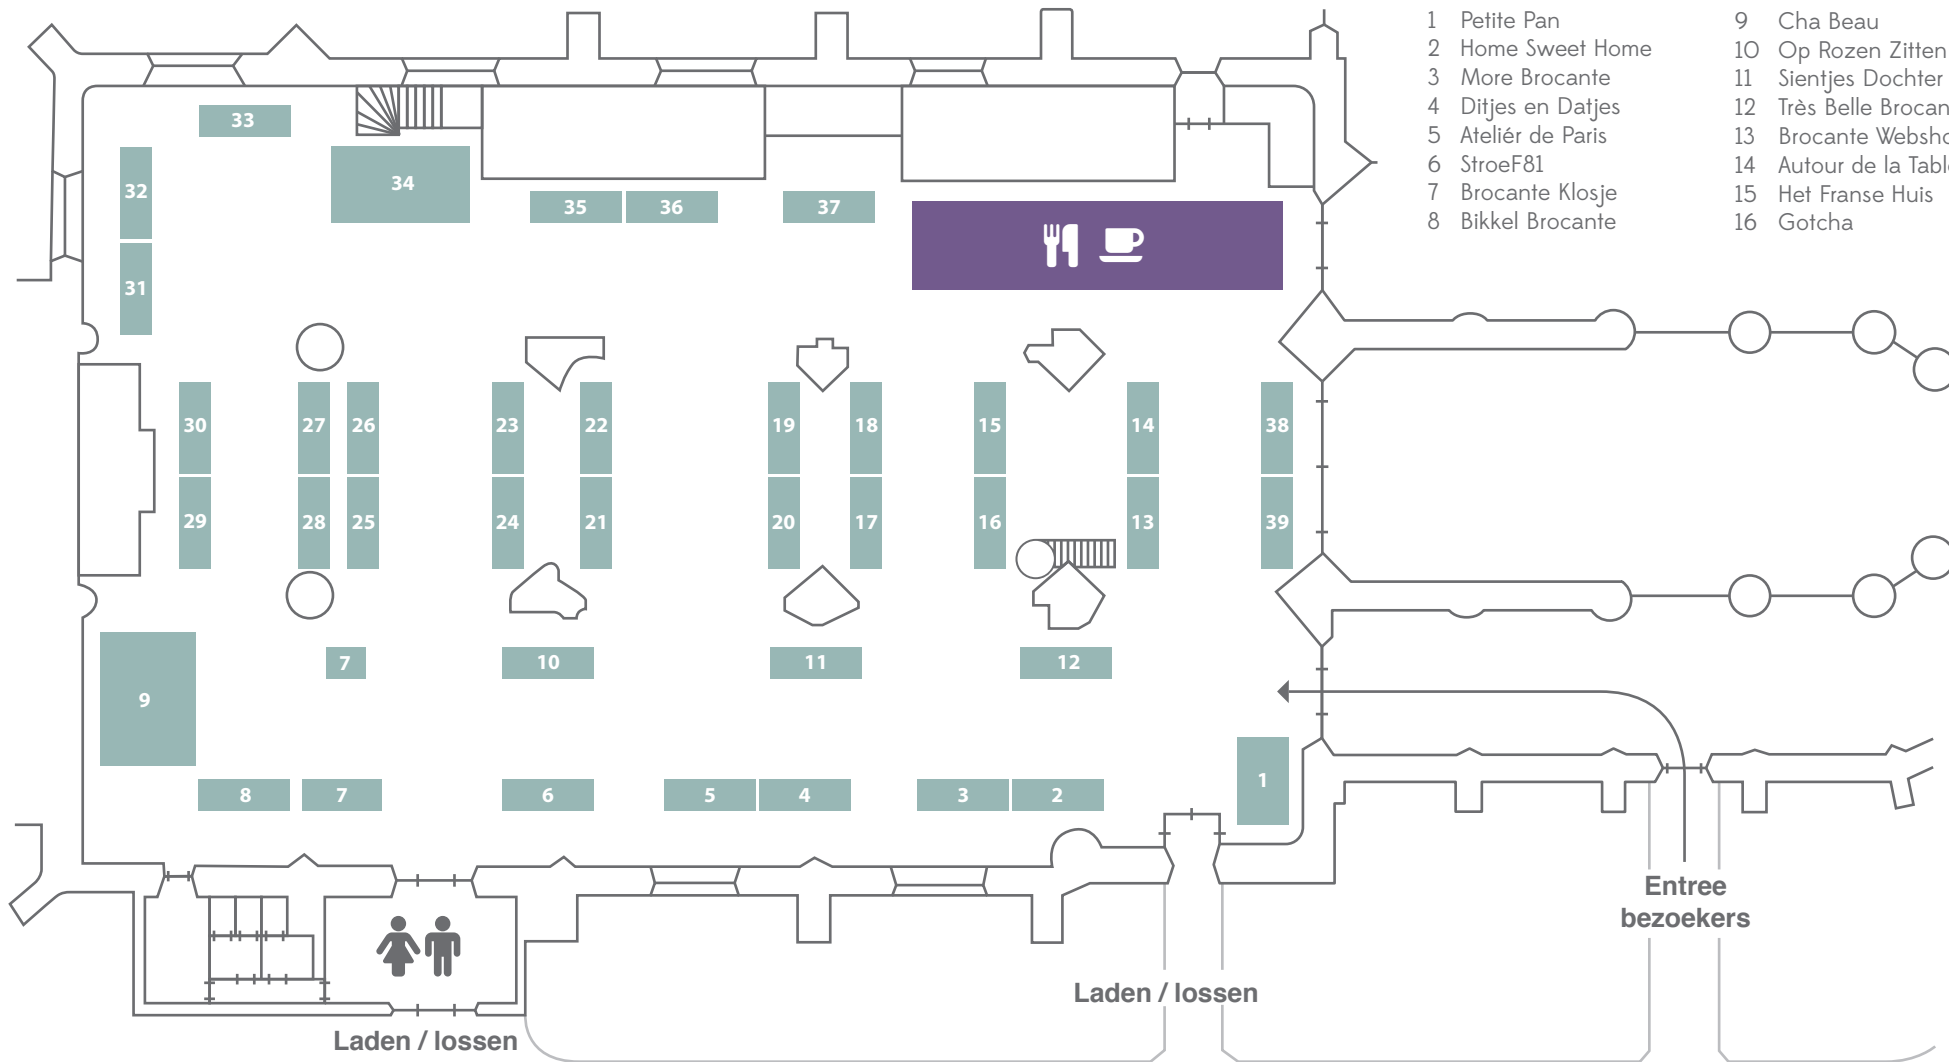 1 Petite Pan
2 Home Sweet Home
3 More Brocante
4 Ditjes en Datjes
5 Ateliér de Paris
6 StroeF81
7 Brocante Klosje
8 Bikkel Brocante
9 Cha Beau
10 Op Rozen Zitten
11 Sientjes Dochter
12 Très Belle
13 Brocante
14 Autour de la
15 Het Franse Huis
16 Gotcha
33
32
34
35 36 37
31
30 27 26 23 22 19 18 15 14 38
29 28 25 24 21 20 17 16 13 39
7 10 11 12
9
1
8 7 6 5 4 3 2
Entree
bezoekers
Laden / lossen
Laden / lossen